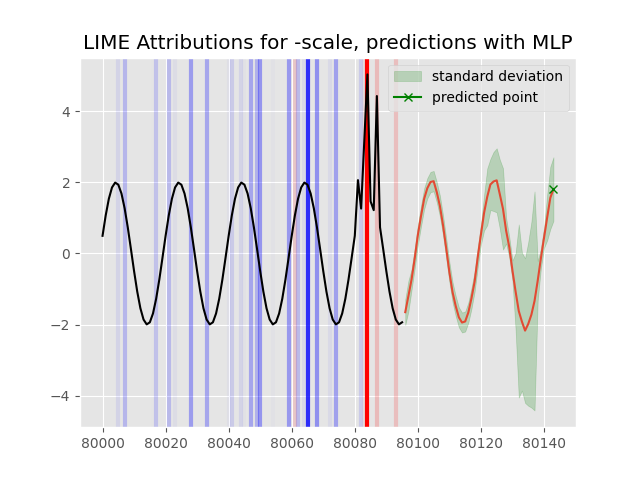 LIME Attributions for -scale, predictions with MLP
standard deviation
predicted point
4
2
0
−2
−4
80000 80020 80040 80060 80080 80100 80120 80140